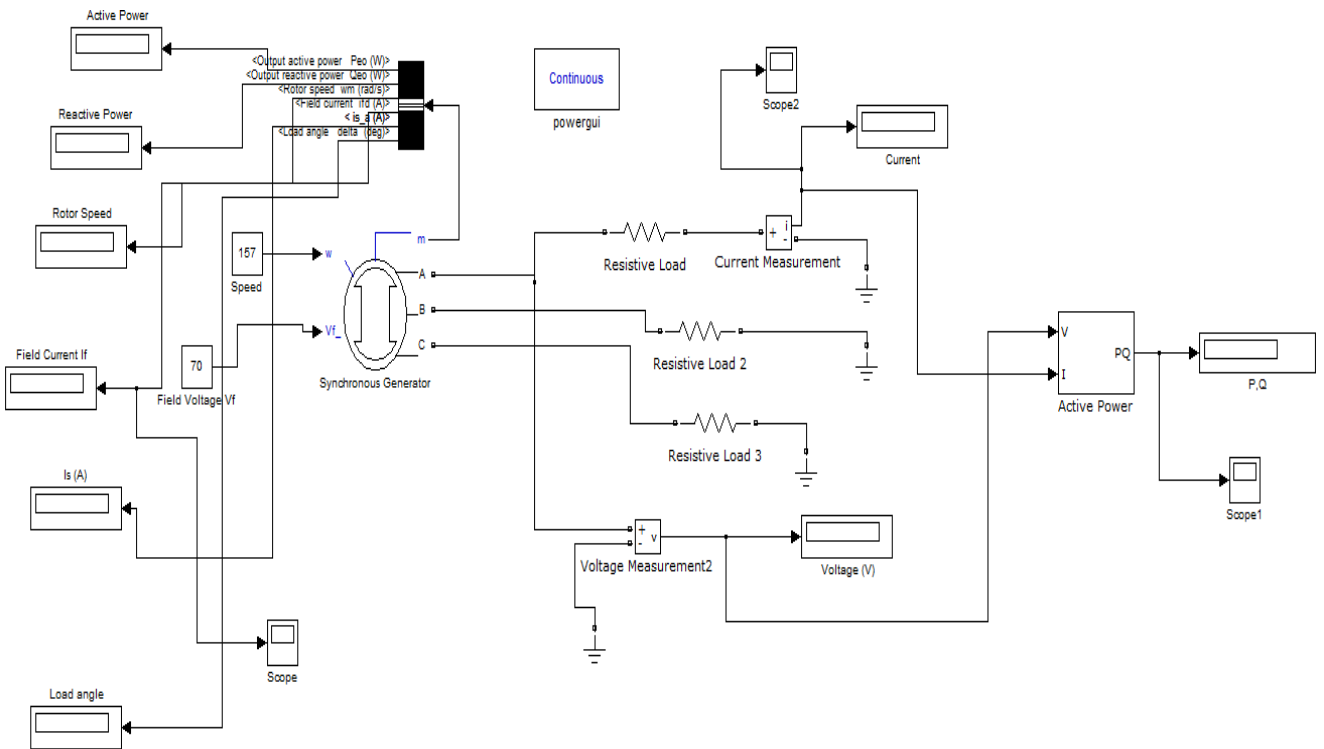 Active Power
<Output active power   Peo (W)>
<Output reactive power  Qeo (W)>
<Rotor speed  wm (rad/s)>
<Field current  ifd (A)>
< is_a (A)>
<Load angle   delta  (deg)>
Reactive Power
Rotor Speed
Field Current If
Is (A)
Load angle
Continuous
powergui
Scope2
Current
157
Speed
70
Field Voltage Vf
w
Vf_
m
A
B
C
Synchronous Generator
Resistive Load
+
i
-
Current Measurement
Resistive Load 2
Resistive Load 3
+
-
v
Voltage Measurement2
Voltage (V)
V
I
PQ
Active Power
P,Q
Scope1
Scope